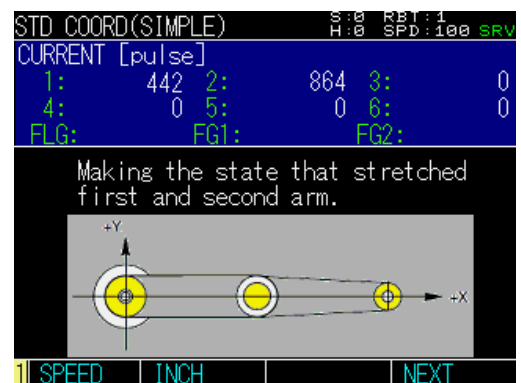 STD COORD(SIMPLE) S:0 RBT:1
H:0 SPD:100 SRV
CURRENT [pulse]
1: 442 2: 864 3: 0
4: 0 5: 0 6: 0
FLG: FG1: FG2:
Making the state that stretched
first and second arm.
+Y
+X
1 SPEED INCH NEXT